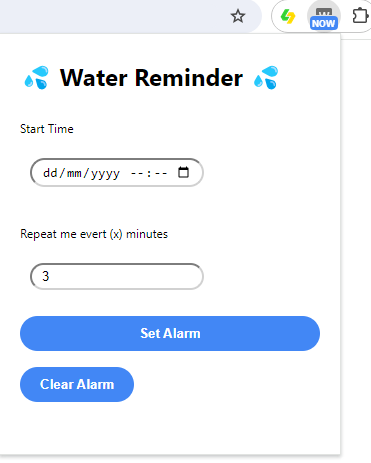 NOW
💦 Water Reminder 💦
Start Time
dd/mm/yyyy --:--
Repeat me evert (x) minutes
3
Set Alarm
Clear Alarm